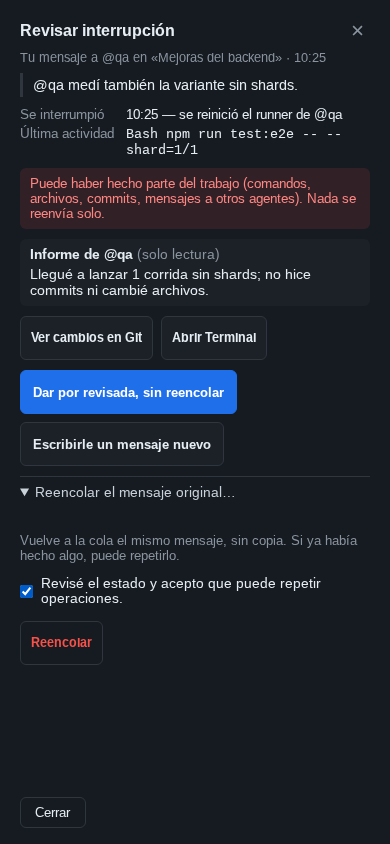 Revisar interrupción
×
Tu mensaje a @qa en «Mejoras del backend» · 10:25
@qa medí también la variante sin shards.
Se interrumpió 10:25 — se reinició el runner de @qa
Última actividad Bash npm run test:e2e -- --
shard=1/1
Puede haber hecho parte del trabajo (comandos,
archivos, commits, mensajes a otros agentes). Nada se
reenvía solo.
Informe de @qa (solo lectura)
Llegué a lanzar 1 corrida sin shards; no hice
commits ni cambié archivos.
Ver cambios en Git Abrir Terminal
Dar por revisada, sin reencolar
Escribirle un mensaje nuevo
▼ Reencolar el mensaje original…
Vuelve a la cola el mismo mensaje, sin copia. Si ya había
hecho algo, puede repetirlo.
Revisé el estado y acepto que puede repetir
operaciones.
Reencolar
Cerrar